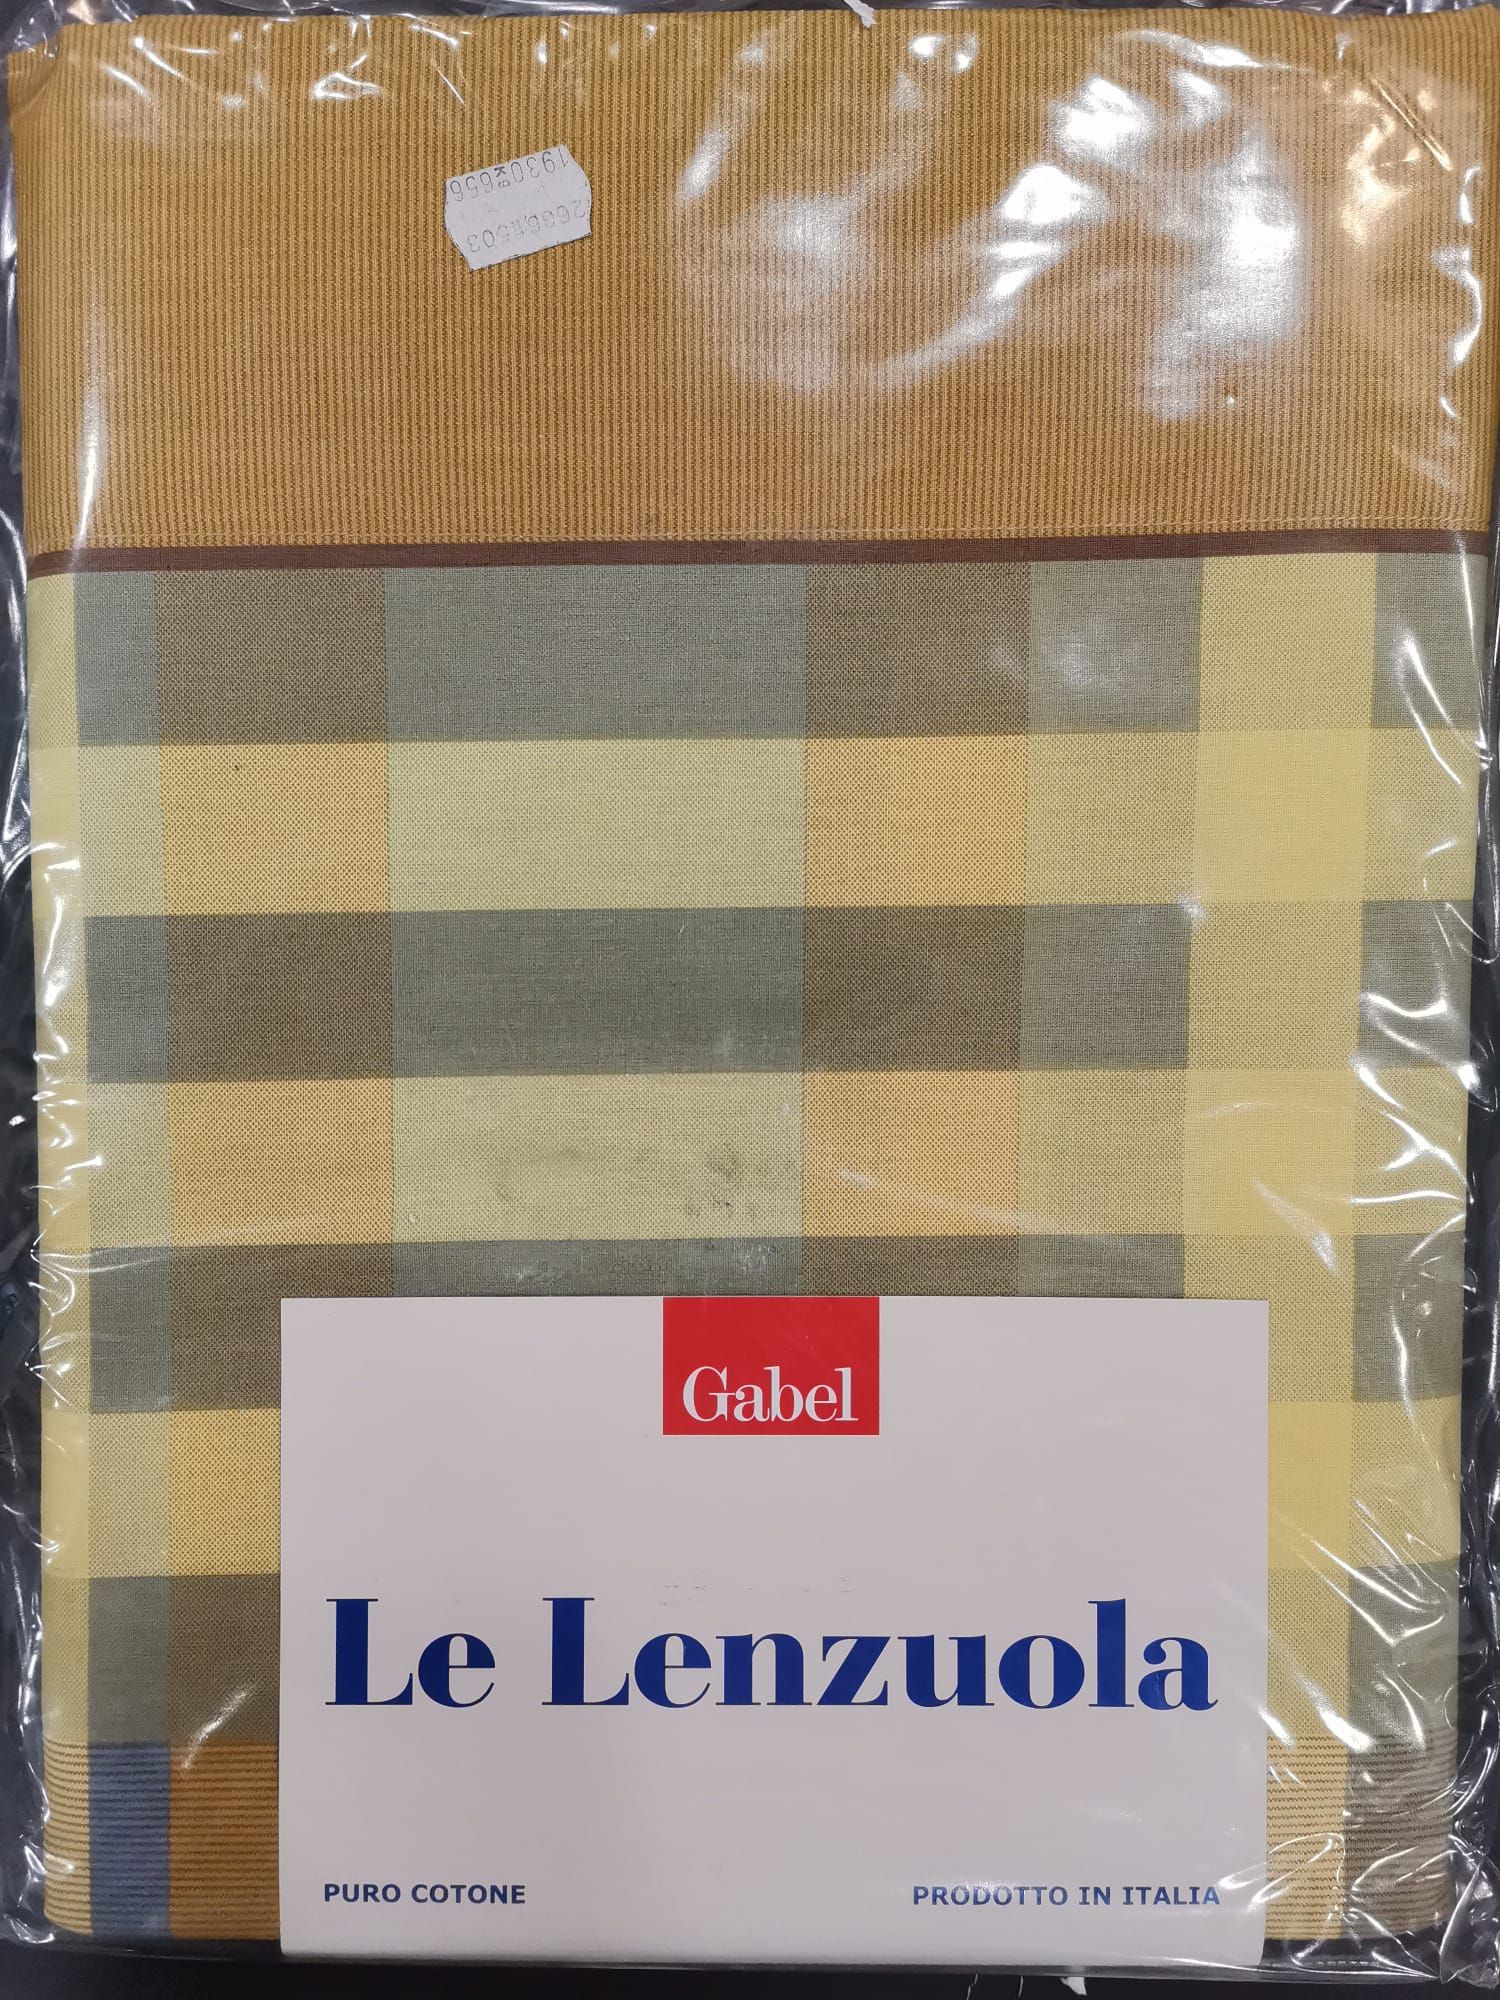 Gabel
Le Lenzuola
PURO COTONE
PRODOTTO IN ITALIA